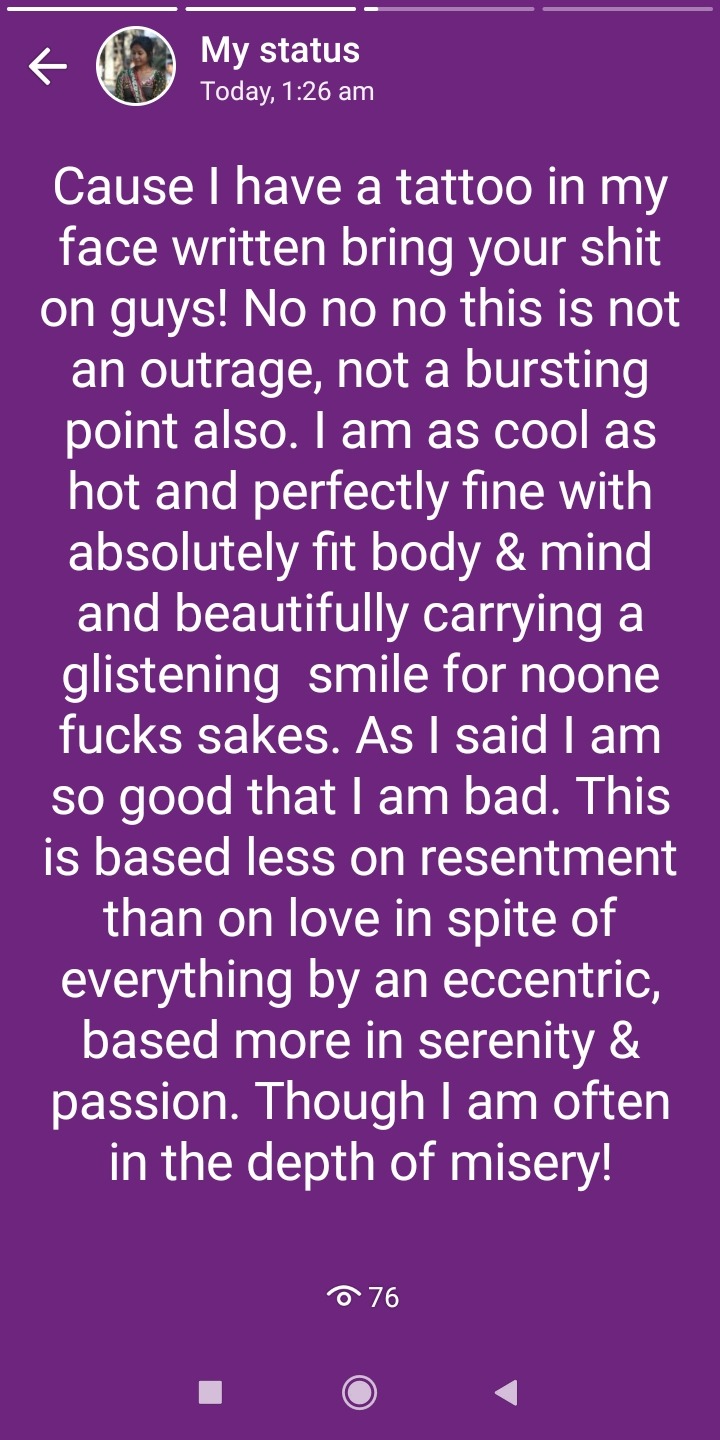 My status
Today, 1:26 am
Cause I have a tattoo in my
face written bring your shit
on guys! No no no this is not
an outrage, not a bursting
point also. I am as cool as
hot and perfectly fine with
absolutely fit body & mind
and beautifully carrying a
glistening  smile for noone
fucks sakes. As I said I am
so good that I am bad. This
is based less on resentment
than on love in spite of
everything by an eccentric,
based more in serenity &
passion. Though I am often
in the depth of misery!
76